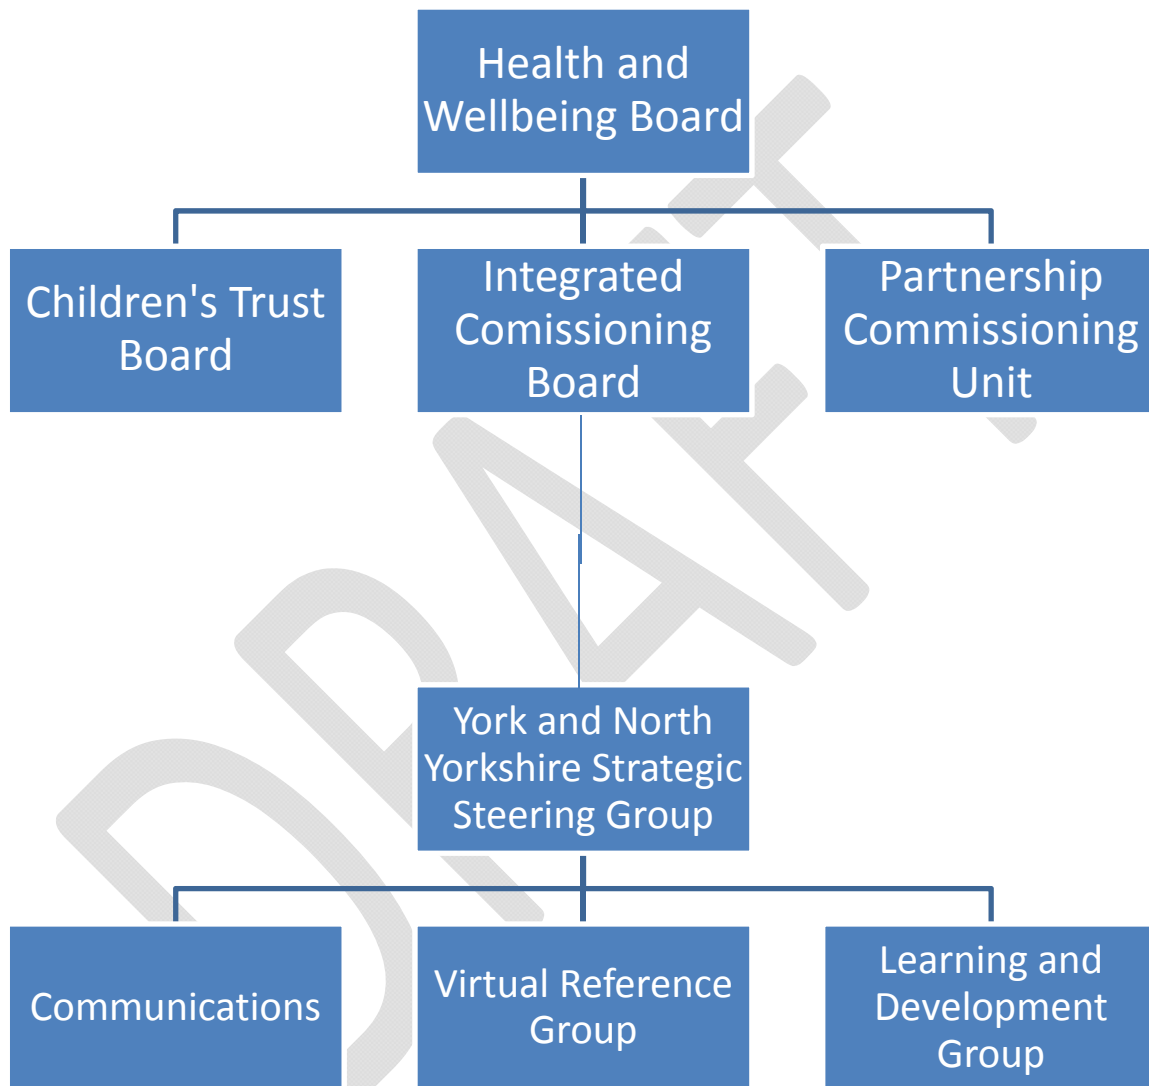 Health and
Wellbeing Board
Children's Trust
Board
Integrated
Comissioning
Board
Partnership
Commissioning
Unit
York and North
Yorkshire Strategic
Steering Group
Communications
Virtual Reference
Group
Learning and
Development
Group
DRAFT